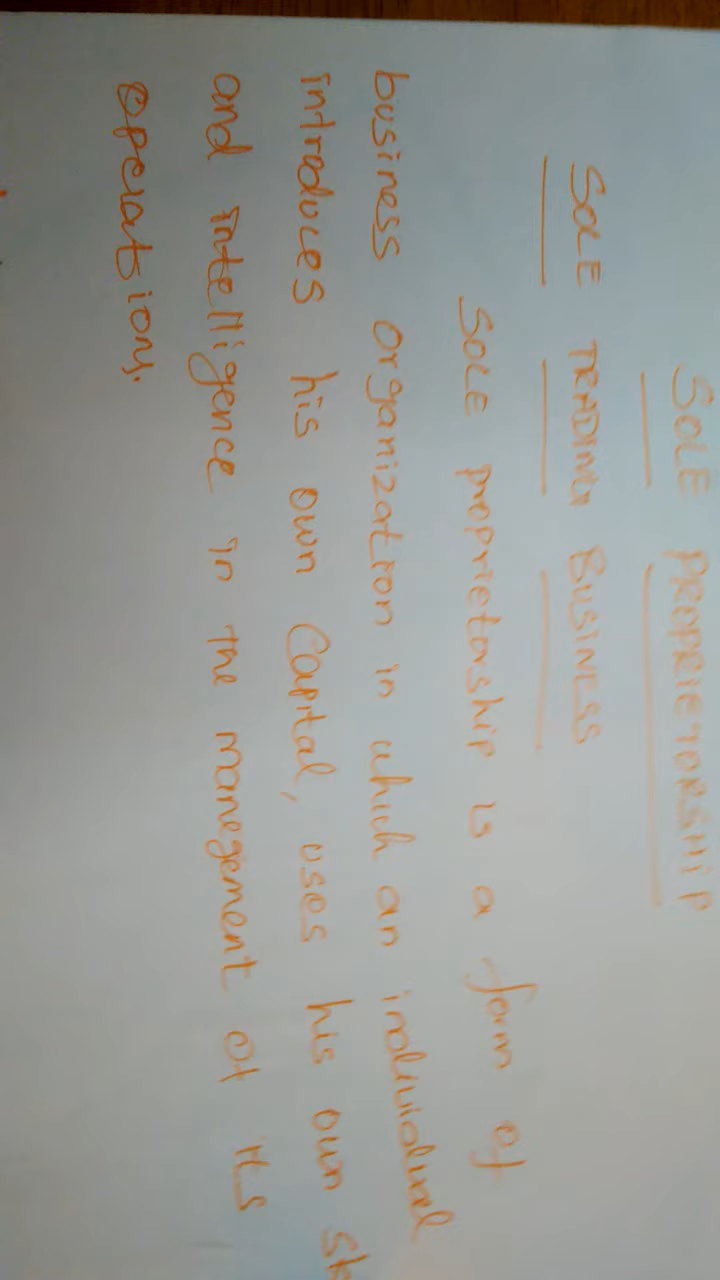 SOLE PROPRIETORSHIP
SOLE TRADING BUSINESS
SOLE proprietorship is a form of
business organization in which an individual
introduces his own Capital, uses his own
and intelligence in the manegement of its
operations.